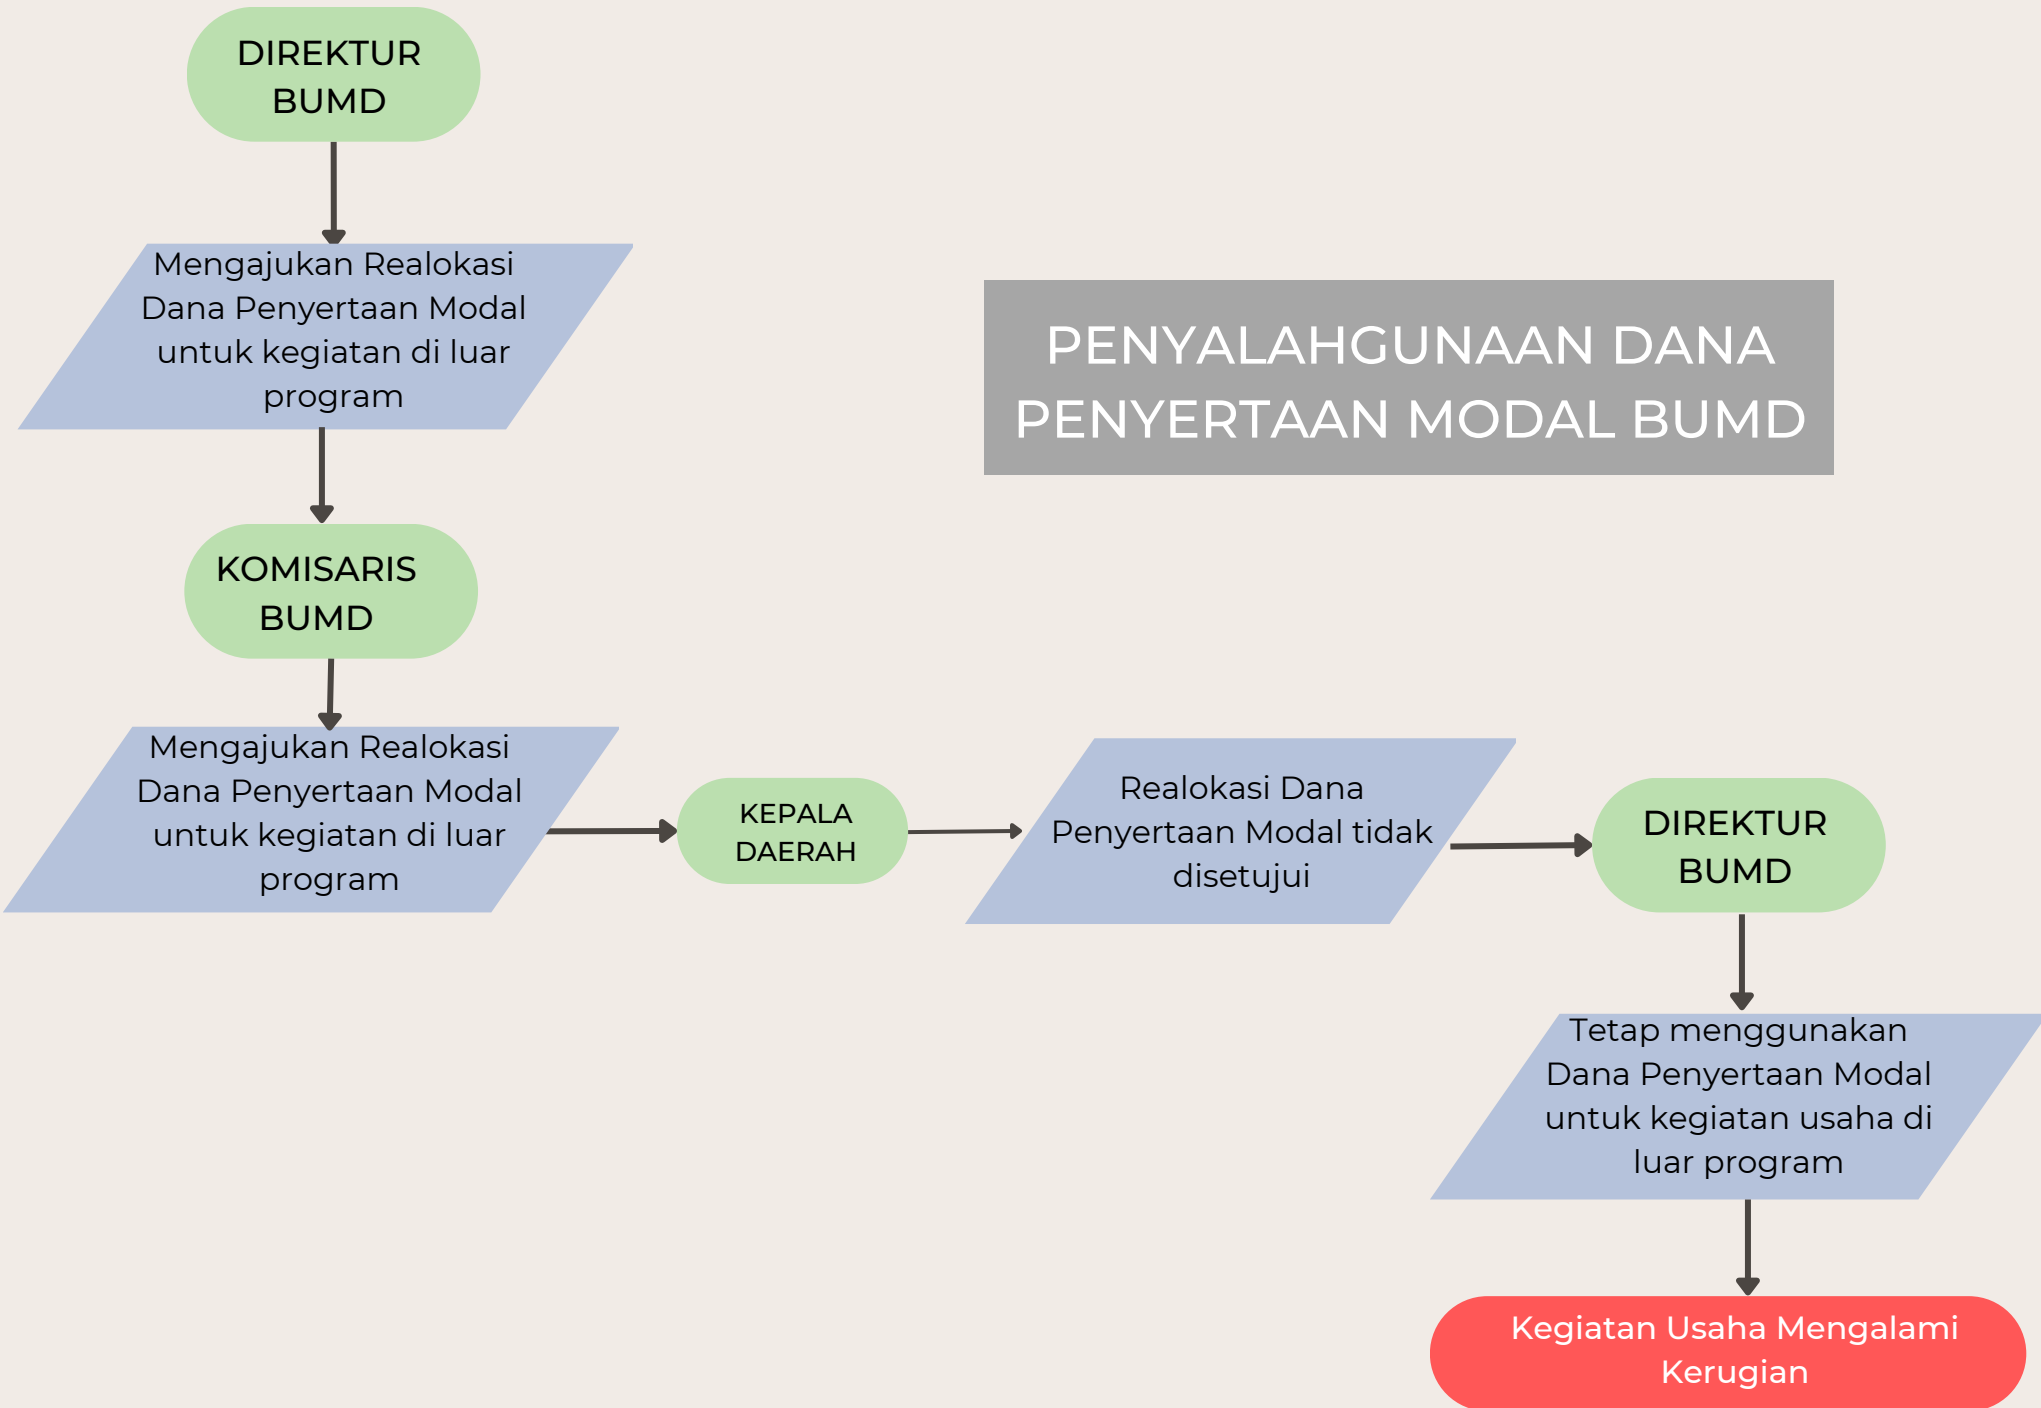 DIREKTUR
BUMD
Mengajukan Realokasi
Dana Penyertaan Modal
untuk kegiatan di luar
program
PENYALAHGUNAAN DANA
PENYERTAAN MODAL BUMD
KOMISARIS
BUMD
Mengajukan Realokasi
Dana Penyertaan Modal
untuk kegiatan di luar
program
KEPALA
DAERAH
Realokasi Dana
Penyertaan Modal tidak
disetujui
DIREKTUR
BUMD
Tetap menggunakan
Dana Penyertaan Modal
untuk kegiatan usaha di
luar program
Kegiatan Usaha Mengalami
Kerugian